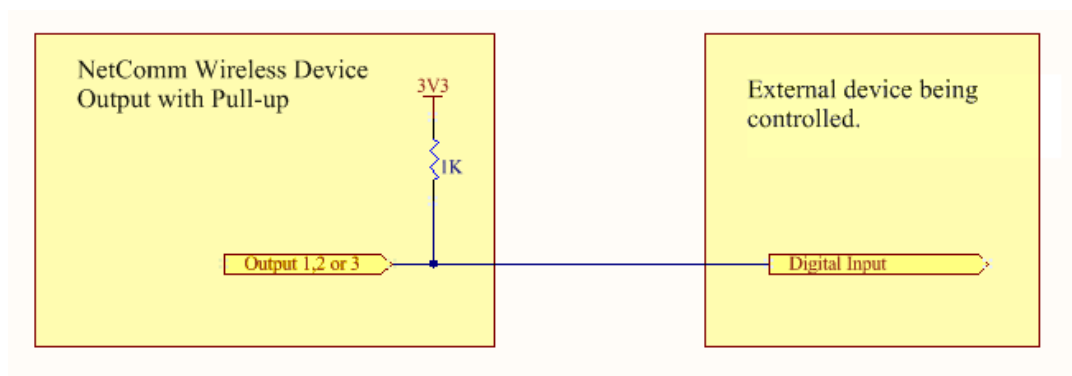 NetComm Wireless Device
Output with Pull-up
3V3
1K
Output 1,2 or 3
External device being
controlled.
Digital Input